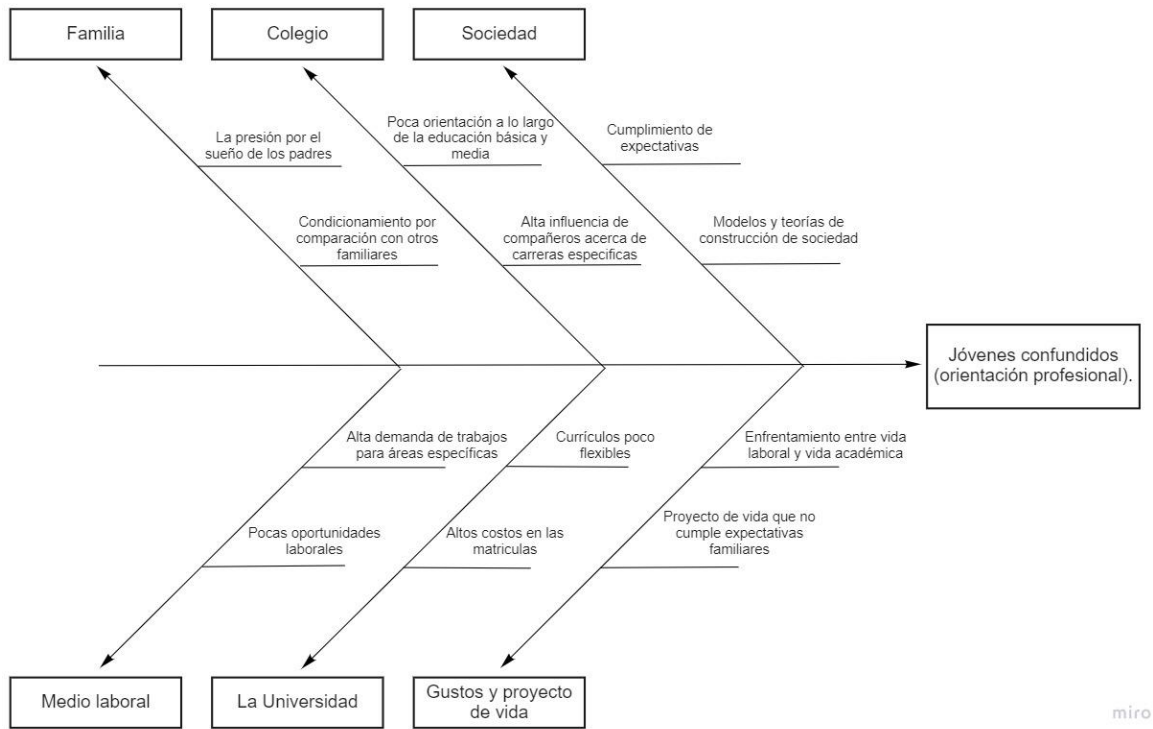 Familia
Colegio
Sociedad
La presión por el
sueño de los padres
Poca orientación a lo largo
de la educación básica y
media
Cumplimiento de
expectativas
Condicionamiento por
comparación con otros
familiares
Alta influencia de
compañeros acerca de
carreras especificas
Modelos y teorías de
construcción de sociedad
Jóvenes confundidos
(orientación profesional).
Alta demanda de trabajos
para áreas específicas
Currículos poco
flexibles
Enfrentamiento entre vida
laboral y vida académica
Pocas oportunidades
laborales
Altos costos en las
matriculas
Proyecto de vida que no
cumple expectativas
familiares
Medio laboral
La Universidad
Gustos y proyecto
de vida
miro